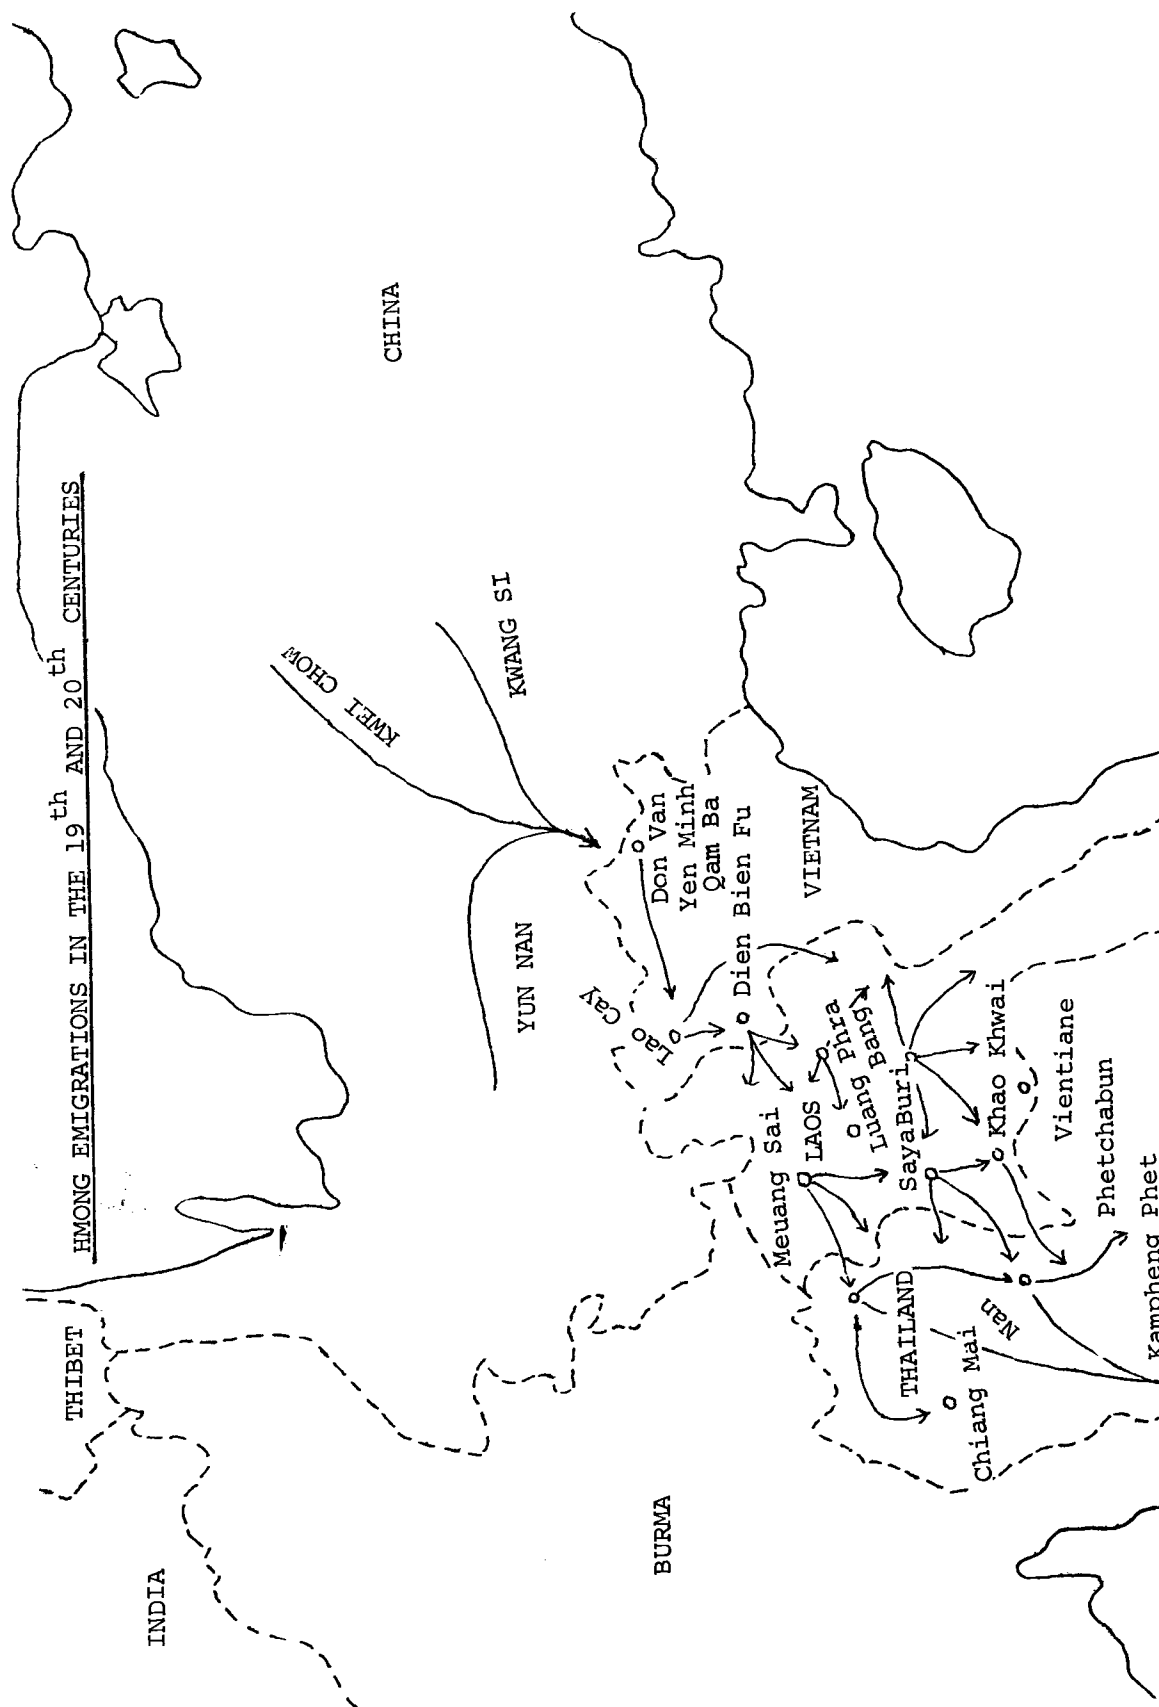 HMONG EMIGRATIONS IN THE 19th AND 20th CENTURIES
THIBET
INDIA
CHINA
KWEI CHOW
KWANG SI
YUN NAN
BURMA
Lao Cay
Don Van
Yen Minh
Qam Ba
Dien Bien Fu
VIETNAM
Meuang Sai
LAOS
Luang Phra
Bang
SayaBuri
THAILAND
Khao Khwai
Nan
Chiang Mai
Vientiane
Phetchabun
Kampheng Phet